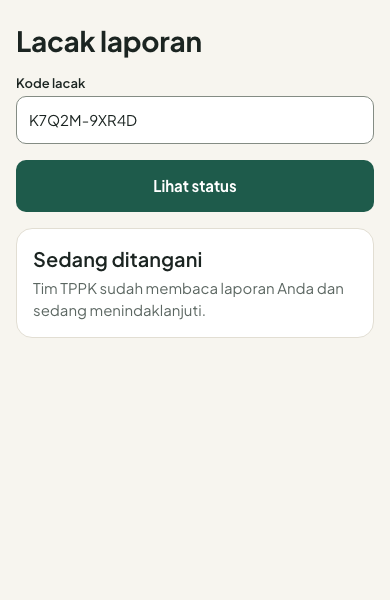 Lacak laporan
Kode lacak
K7Q2M-9XR4D
Lihat status
Sedang ditangani
Tim TPPK sudah membaca laporan Anda dan
sedang menindaklanjuti.